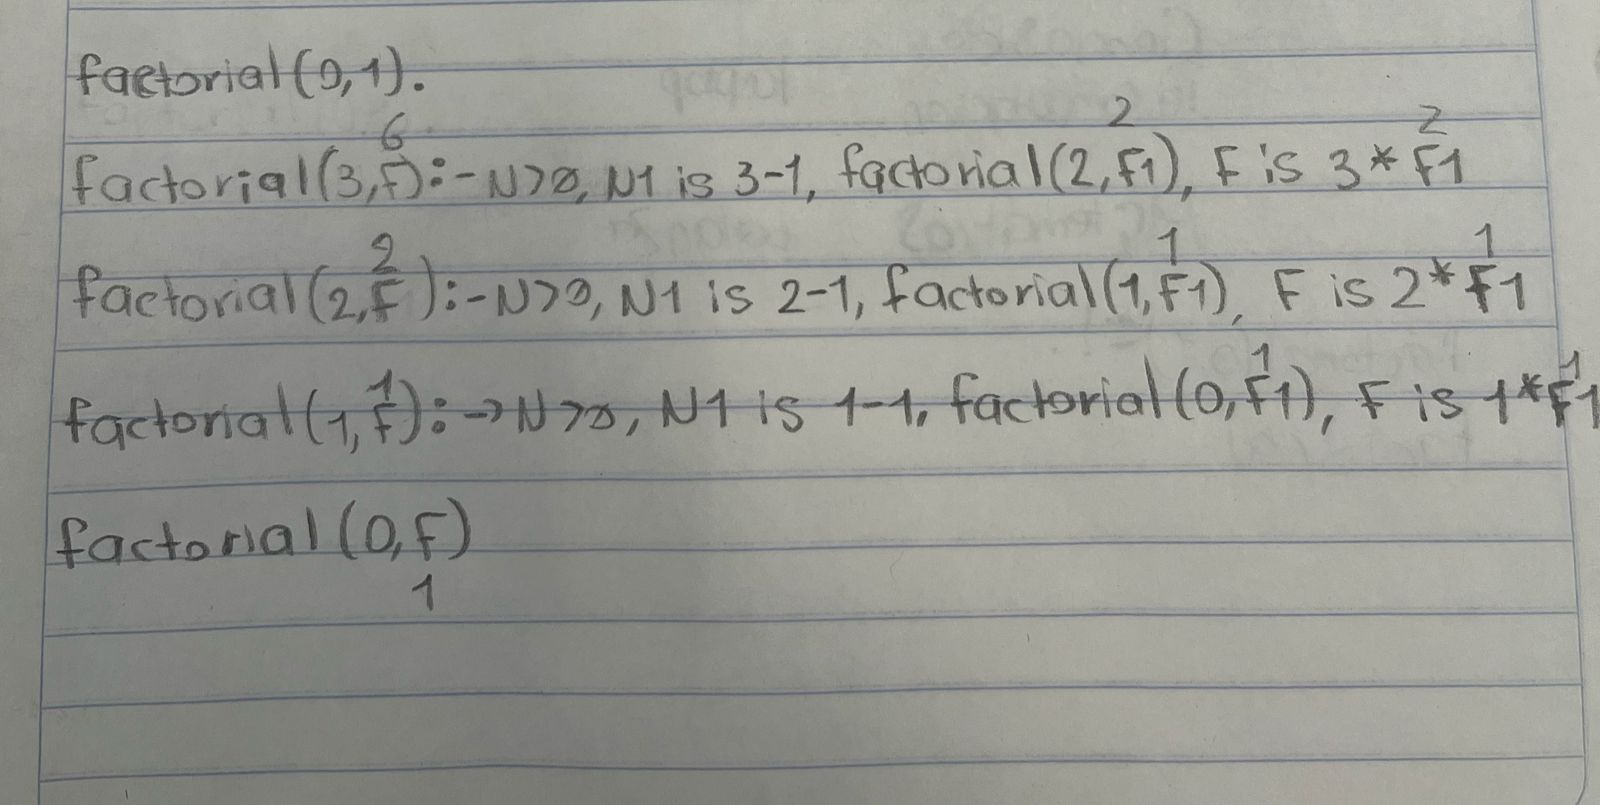 factorial(0,1).
6 2 2
factorial(3,F):-N>0, N1 is 3-1, factorial(2,F1), F is 3*F1
2 1 1
factorial(2,F):-N>0, N1 is 2-1, factorial(1,F1), F is 2*F1
1 1 1
factorial(1,F):→N>0, N1 is 1-1, factorial(0,F1), F is 1*F1
factorial(0,F)
1